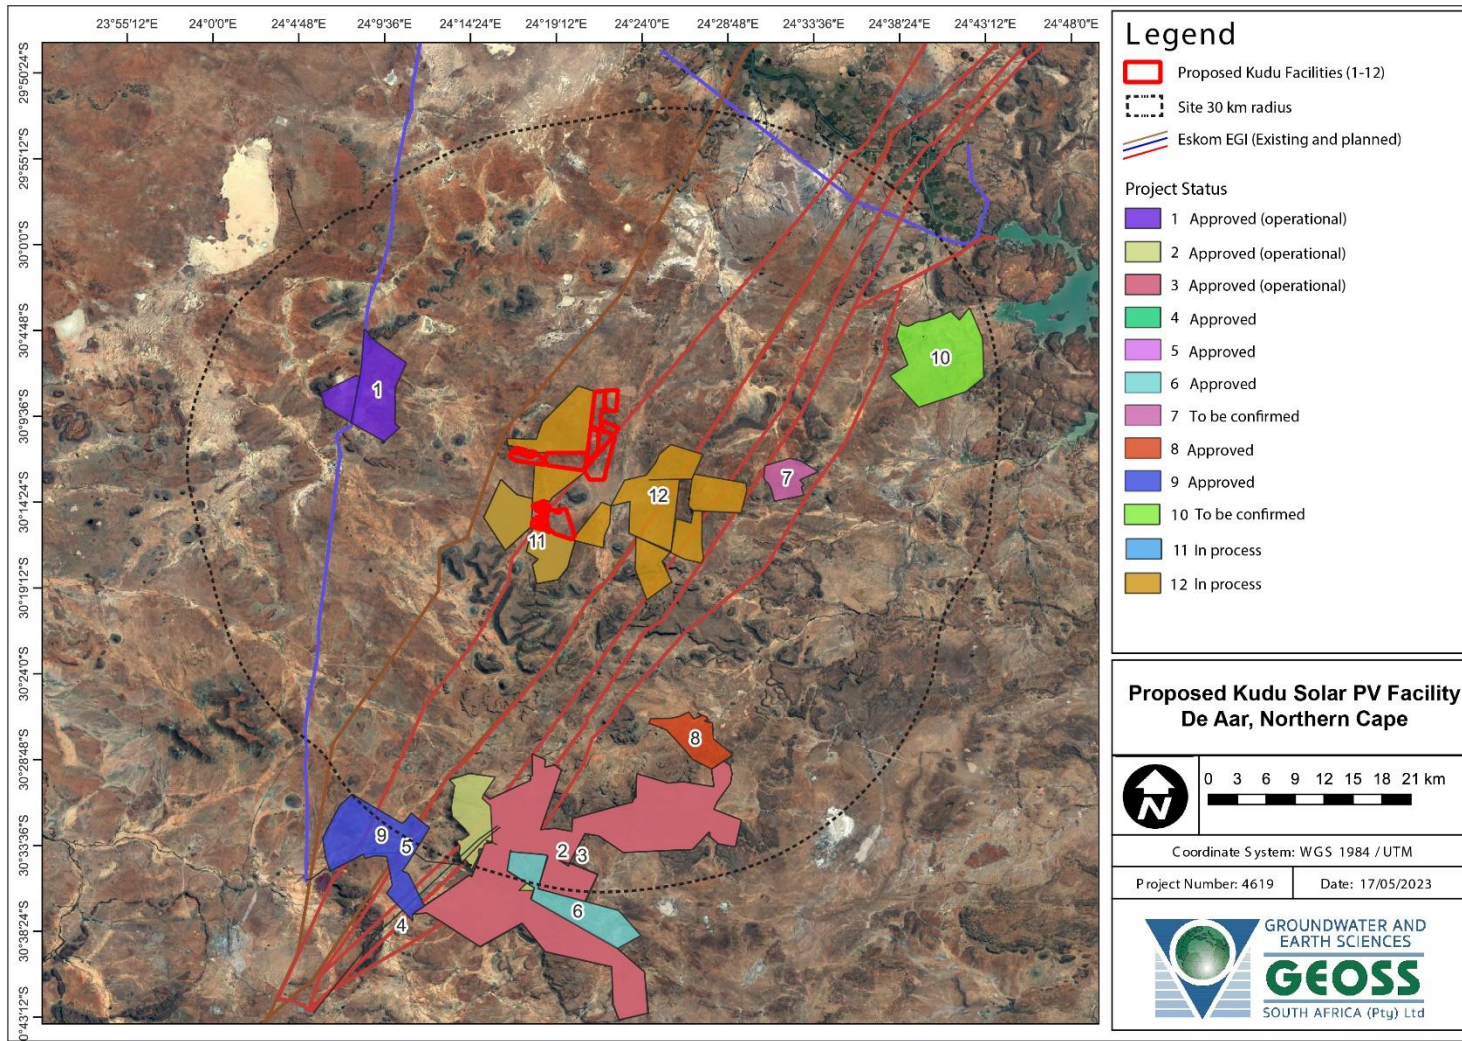 23°55'12"E 24°0'0"E 24°4'48"E 24°9'36"E 24°14'24"E 24°19'12"E 24°24'0"E 24°28'48"E 24°33'36"E 24°38'24"E 24°43'12"E 24°48'0"E
29°50'24"S
29°55'12"S
30°0'0"S
30°4'48"S
30°9'36"S
30°14'24"S
30°19'12"S
30°24'0"S
30°28'48"S
30°33'36"S
30°38'24"S
0°43'12"S
1
10
7
12
11
8
9
5
2
3
6
4
Legend
Proposed Kudu Facilities (1-12)
Site 30 km radius
Eskom EGI (Existing and planned)
Project Status
1 Approved (operational)
2 Approved (operational)
3 Approved (operational)
4 Approved
5 Approved
6 Approved
7 To be confirmed
8 Approved
9 Approved
10 To be confirmed
11 In process
12 In process
Proposed Kudu Solar PV Facility
De Aar, Northern Cape
N
0 3 6 9 12 15 18 21 km
Coordinate System: WGS 1984 / UTM
Project Number: 4619 Date: 17/05/2023
GROUNDWATER AND
EARTH SCIENCES
GEOSS
SOUTH AFRICA (Pty) Ltd